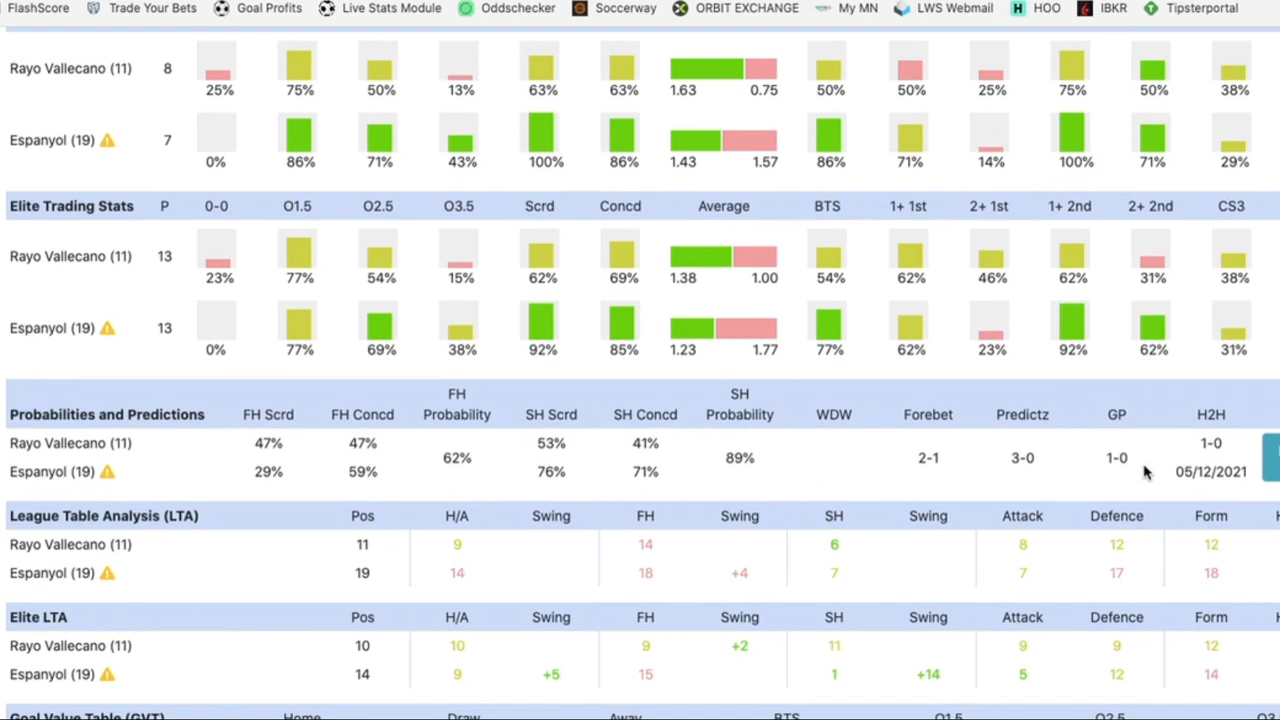 FlashScore Trade Your Bets Goal Profits Live Stats Module Oddschecker Soccerway ORBIT EXCHANGE My MN LWS Webmail HOO IBKR Tipsterportal
Rayo Vallecano (11) 8
25% 75% 50% 13% 63% 63% 1.63 0.75 50% 50% 25% 75% 50% 38%
Espanyol (19) 7
0% 86% 71% 43% 100% 86% 1.43 1.57 86% 71% 14% 100% 71% 29%
Elite Trading Stats P 0-0 O1.5 O2.5 O3.5 Scrd Concd Average BTS 1+ 1st 2+ 1st 1+ 2nd 2+ 2nd CS3
Rayo Vallecano (11) 13
23% 77% 54% 15% 62% 69% 1.38 1.00 54% 62% 46% 62% 31% 38%
Espanyol (19) 13
0% 77% 69% 38% 92% 85% 1.23 1.77 77% 62% 23% 92% 62% 31%
FH SH
Probabilities and Predictions FH Scrd FH Concd Probability SH Scrd SH Concd Probability WDW Forebet Predictz GP H2H
Rayo Vallecano (11) 47% 47% 53% 41% 1-0
62% 89% 2-1 3-0 1-0
Espanyol (19) 29% 59% 76% 71% 05/12/2021
League Table Analysis (LTA) Pos H/A Swing FH Swing SH Swing Attack Defence Form
Rayo Vallecano (11) 11 9 14 6 8 12 12
Espanyol (19) 19 14 18 +4 7 7 17 18
Elite LTA Pos H/A Swing FH Swing SH Swing Attack Defence Form
Rayo Vallecano (11) 10 10 9 +2 11 9 9 12
Espanyol (19) 14 9 +5 15 1 +14 5 12 14
Goal Value Table (GVT) Home Draw Away BTS O1.5 O2.5